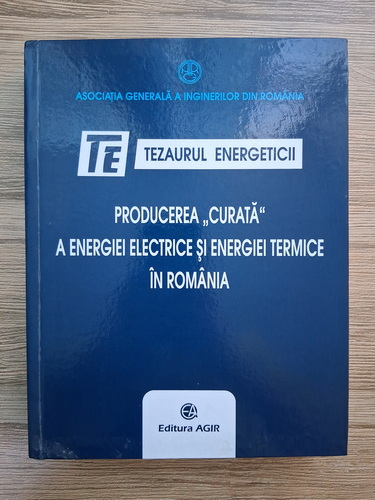 ASOCIAȚIA GENERALĂ A INGINERILOR DIN ROMÂNIA
TE TEZAURUL ENERGETICII
PRODUCEREA „CURATĂ“
A ENERGIEI ELECTRICE ȘI ENERGIEI TERMICE
ÎN ROMÂNIA
EA
Editura AGIR